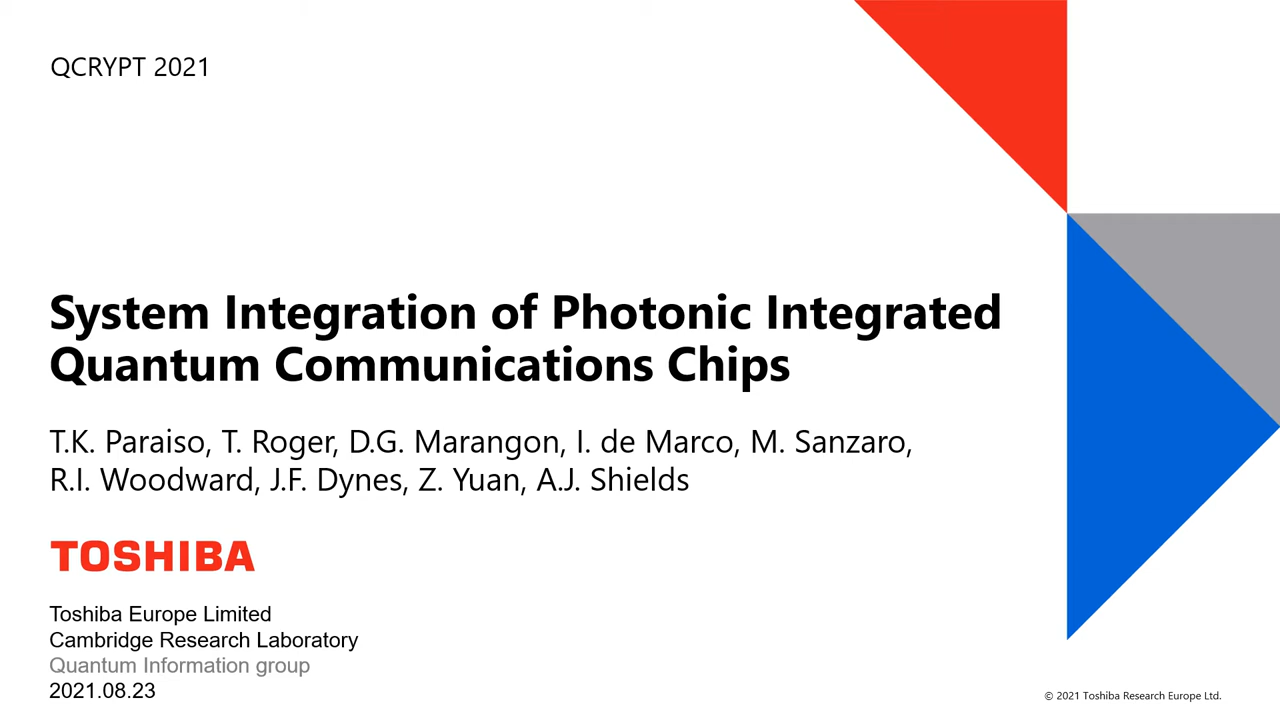 QCRYPT 2021
System Integration of Photonic Integrated
Quantum Communications Chips
T.K. Paraiso, T. Roger, D.G. Marangon, I. de Marco, M. Sanzaro,
R.I. Woodward, J.F. Dynes, Z. Yuan, A.J. Shields
TOSHIBA
Toshiba Europe Limited
Cambridge Research Laboratory
Quantum Information group
2021.08.23
© 2021 Toshiba Research Europe Ltd.